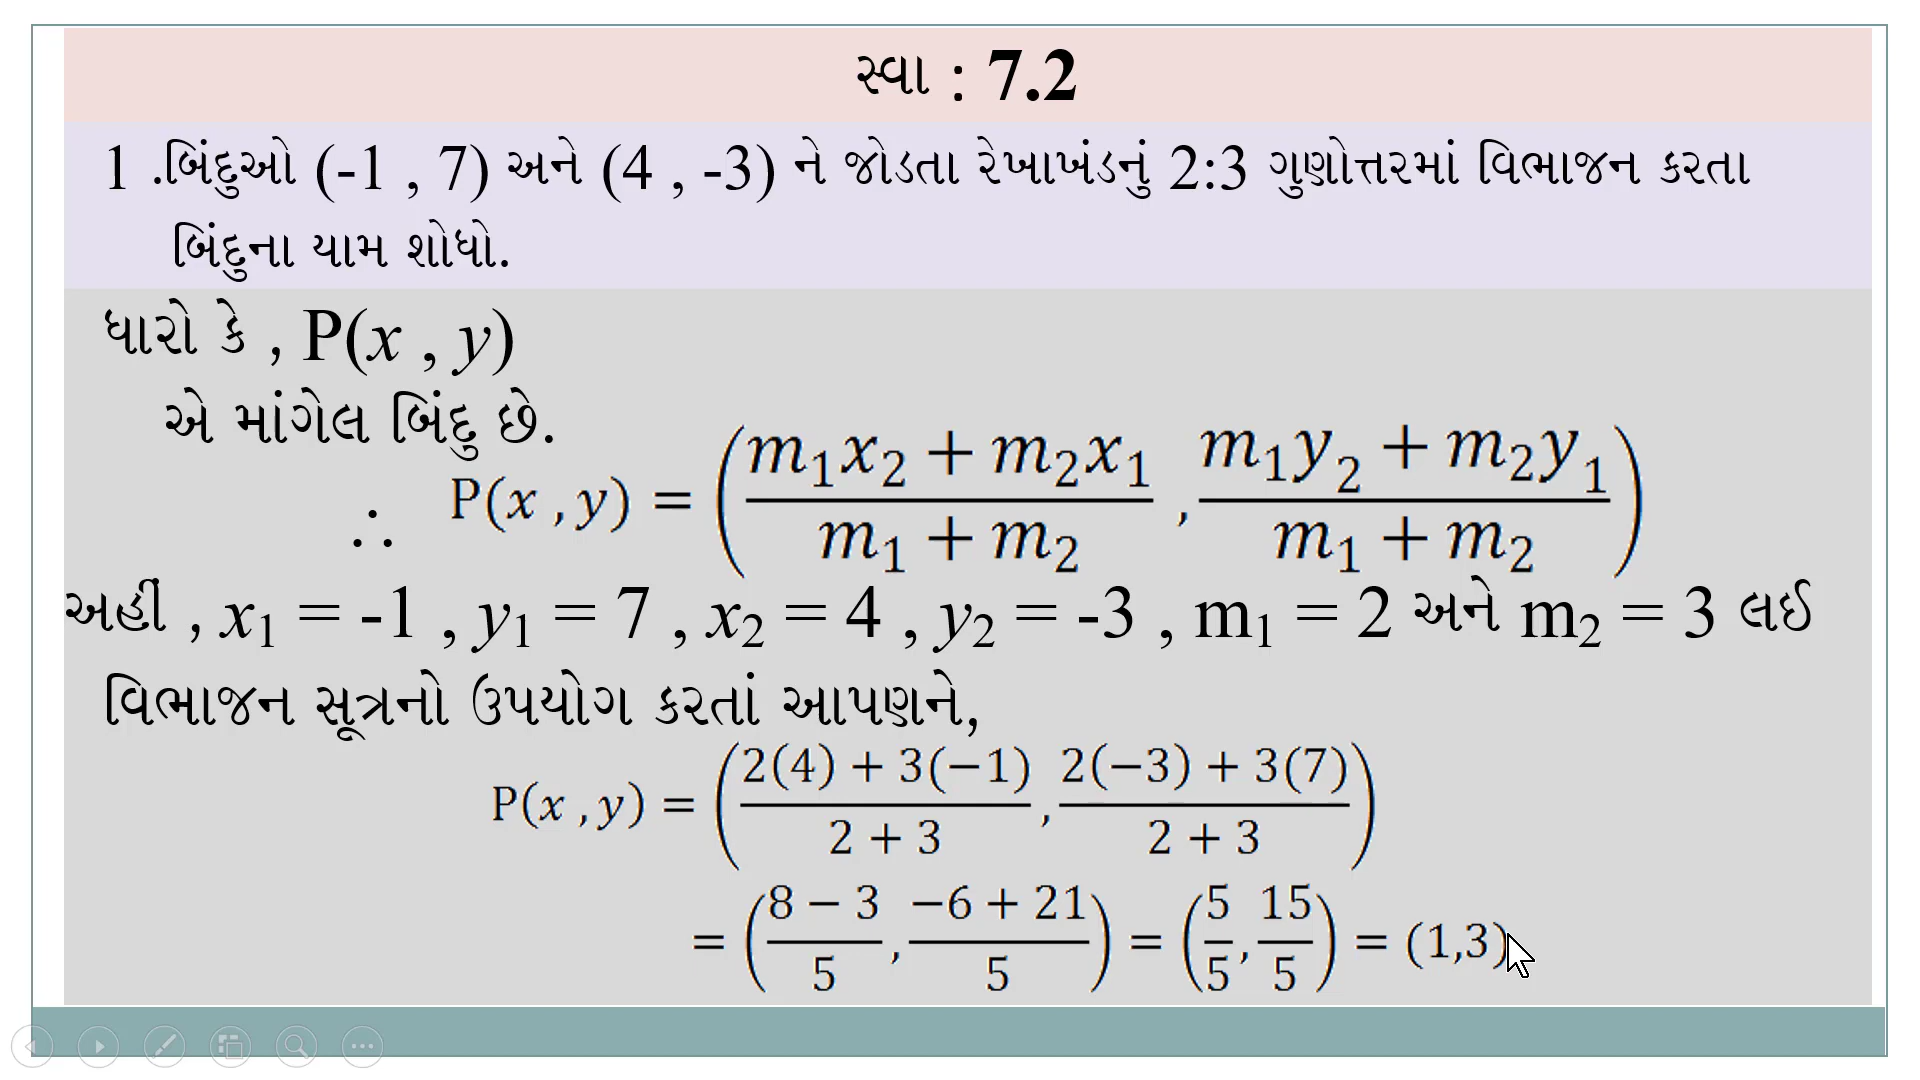 સ્વા : 7.2
1 .બિંદુઓ (-1 , 7) અને (4 , -3) ને જોડતા રેખાખંડનું 2:3 ગુણોત્તરમાં વિભાજન કરતા
બિંદુના યામ શોધો.
ધારો કે , P(x , y)
એ માંગેલ બિંદુ છે.
∴ P(x , y) = ( (m₁x₂ + m₂x₁)/(m₁ + m₂) , (m₁y₂ + m₂y₁)/(m₁ + m₂) )
અહીં , x₁ = -1 , y₁ = 7 , x₂ = 4 , y₂ = -3 , m₁ = 2 અને m₂ = 3 લઈ
વિભાજન સૂત્રનો ઉપયોગ કરતાં આપણને,
P(x , y) = ( (2(4) + 3(−1))/(2 + 3) , (2(−3) + 3(7))/(2 + 3) )
= ( (8 − 3)/5 , (−6 + 21)/5 ) = ( 5/5 , 15/5 ) = (1,3)